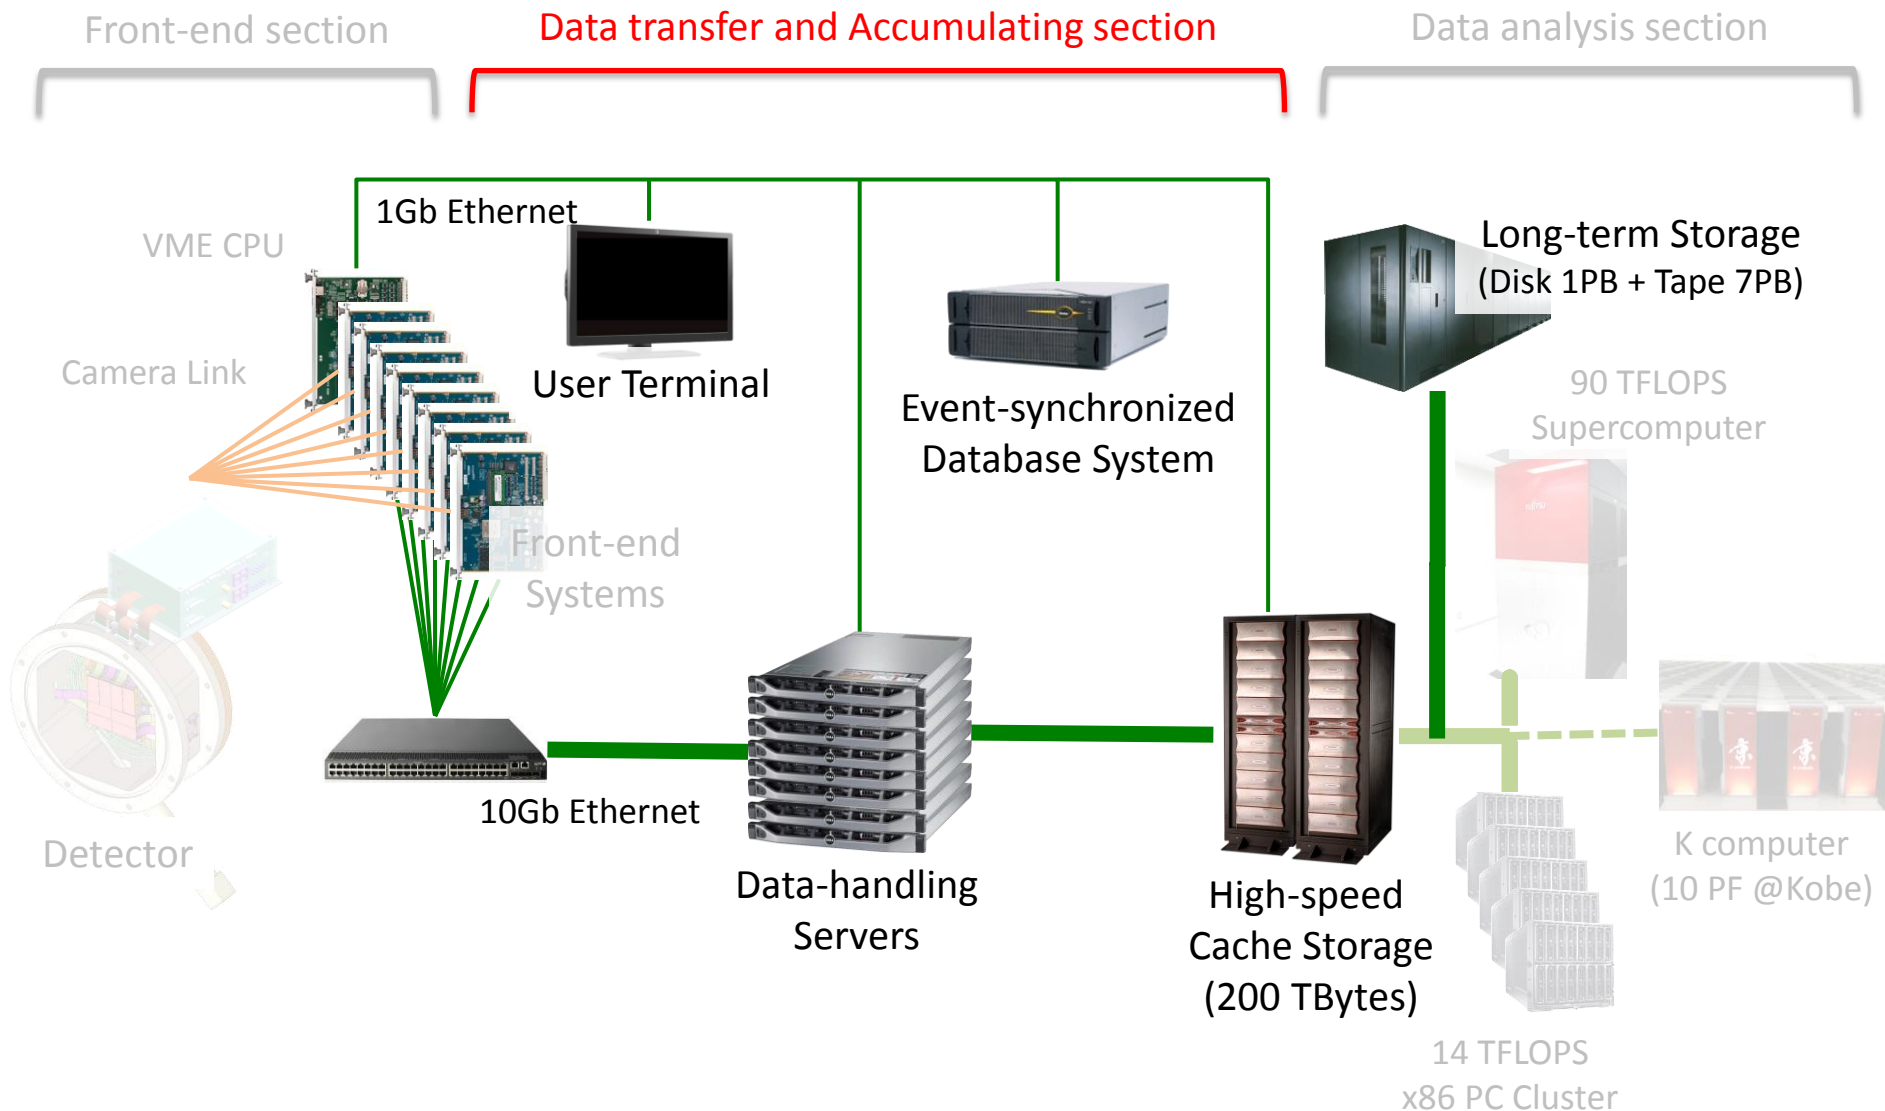 Front-end section
Data transfer and Accumulating section
Data analysis section
1Gb Ethernet
VME CPU
Long-term Storage
(Disk 1PB + Tape 7PB)
Camera Link
User Terminal
Event-synchronized
Database System
90 TFLOPS
Supercomputer
Front-end
Systems
10Gb Ethernet
Detector
Data-handling
Servers
High-speed
Cache Storage
(200 TBytes)
K computer
(10 PF @Kobe)
14 TFLOPS
x86 PC Cluster